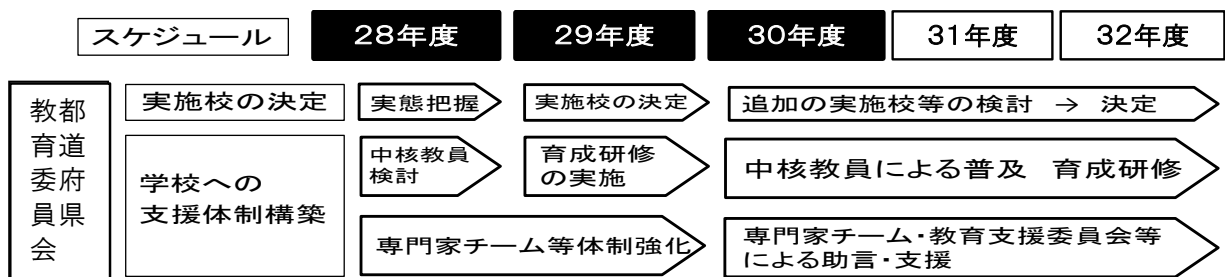 スケジュール 28年度 29年度 30年度 31年度 32年度
都道府県
教育委員会
実施校の決定 実態把握 実施校の決定 追加の実施校等の検討 → 決定
学校への
支援体制構築
中核教員
検討
育成研修
の実施
中核教員による普及 育成研修
専門家チーム等体制強化
専門家チーム・教育支援委員会等
による助言・支援